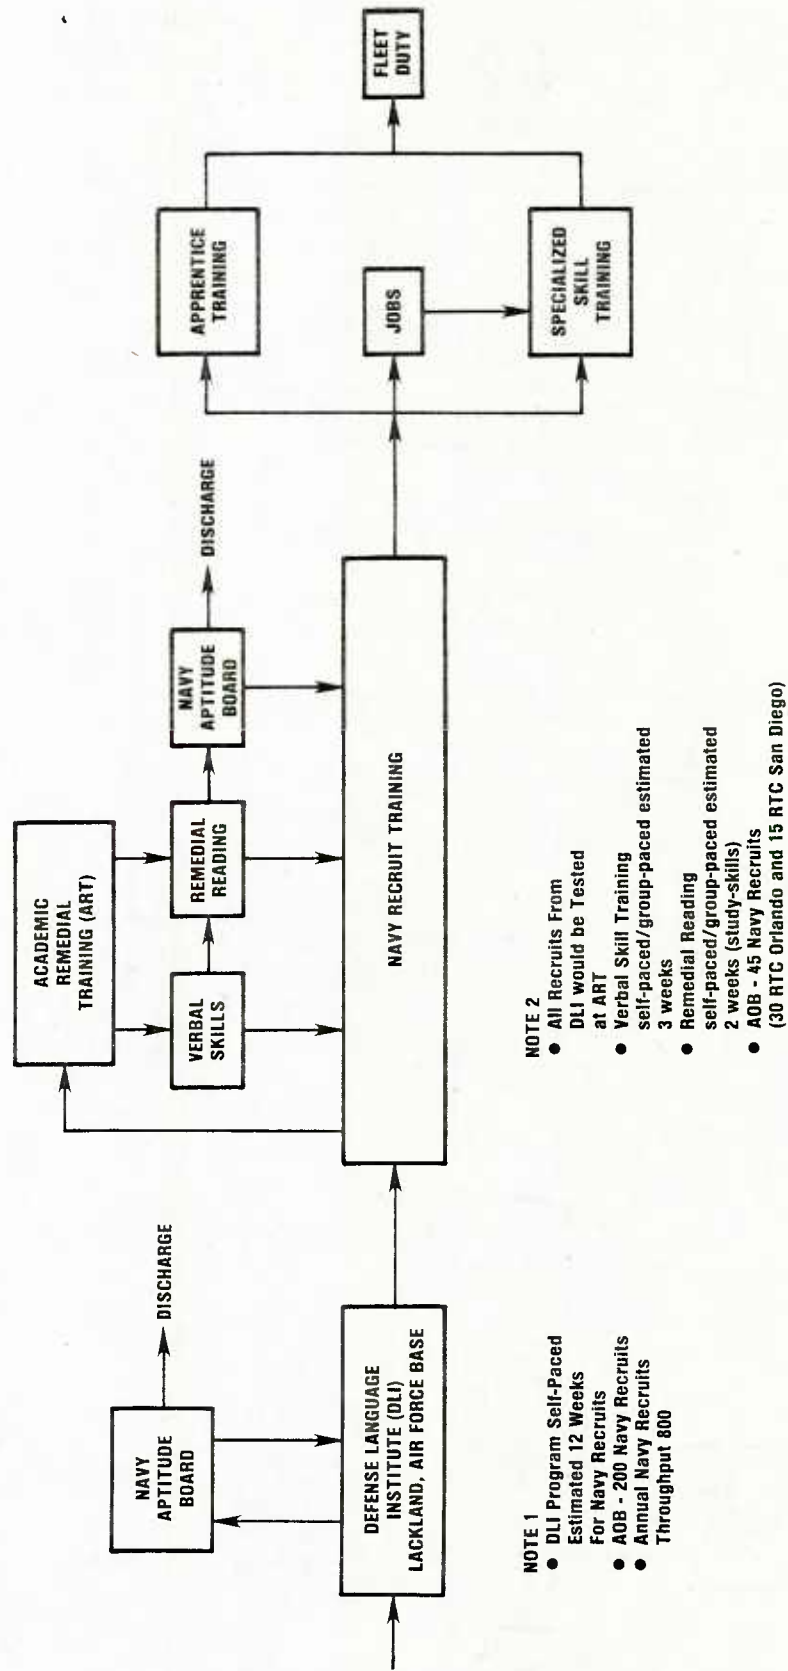 NAVY
APTITUDE
BOARD
DISCHARGE
DEFENSE LANGUAGE
INSTITUTE (DLI)
LACKLAND, AIR FORCE BASE
ACADEMIC
REMEDIAL
TRAINING (ART)
VERBAL
SKILLS
REMEDIAL
READING
NAVY
APTITUDE
BOARD
DISCHARGE
NAVY RECRUIT TRAINING
APPRENTICE
TRAINING
JOBS
SPECIALIZED
SKILL
TRAINING
FLEET
DUTY
NOTE 1
● DLI Program Self-Paced
Estimated 12 Weeks
For Navy Recruits
● AOB - 200 Navy Recruits
● Annual Navy Recruits
Throughput 800
NOTE 2
● All Recruits From
DLI would be Tested
at ART
● Verbal Skill Training
self-paced/group-paced estimated
3 weeks
● Remedial Reading
self-paced/group-paced estimated
2 weeks (study-skills)
● AOB - 45 Navy Recruits
(30 RTC Orlando and 15 RTC San Diego)